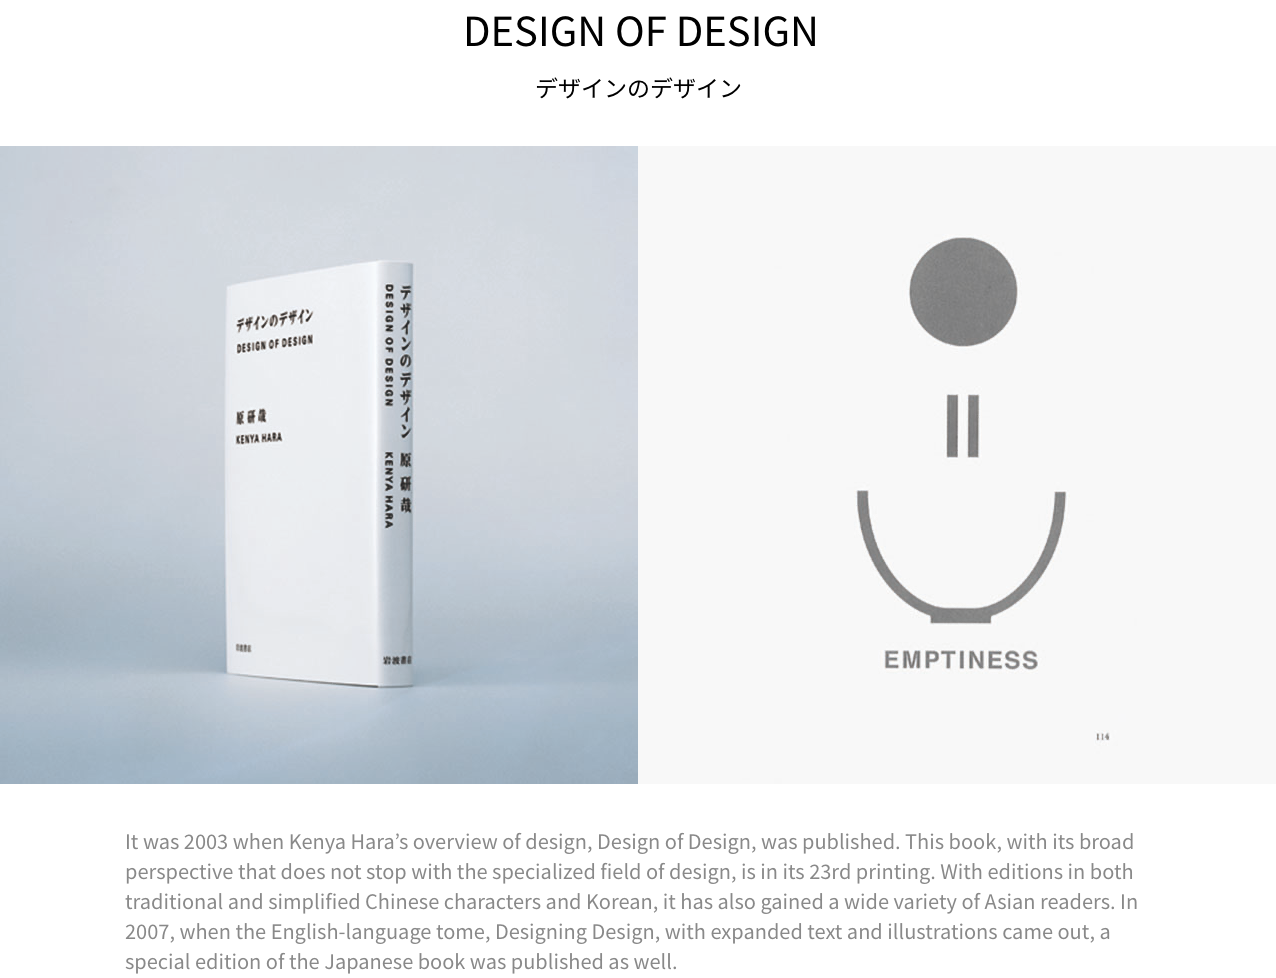 DESIGN OF DESIGN
デザインのデザイン
デザインのデザイン
DESIGN OF DESIGN
原研哉
KENYA HARA
岩波書店
デザインのデザイン 原研哉
DESIGN OF DESIGN KENYA HARA
岩波書店
EMPTINESS
114
It was 2003 when Kenya Hara’s overview of design, Design of Design, was published. This book, with its broad
perspective that does not stop with the specialized field of design, is in its 23rd printing. With editions in both
traditional and simplified Chinese characters and Korean, it has also gained a wide variety of Asian readers. In
2007, when the English-language tome, Designing Design, with expanded text and illustrations came out, a
special edition of the Japanese book was published as well.